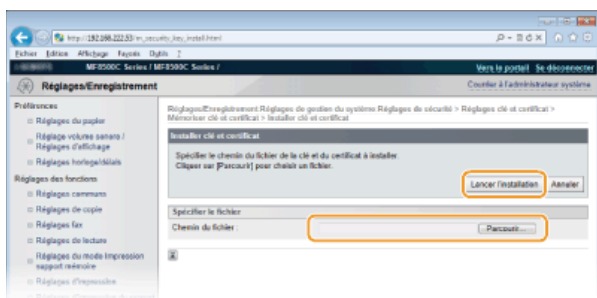 http://192.168.222.53/m_security_key_install.html
Fichier Edition Affichage Favoris Outils ?
MF8500C Series / MF8500C Series /
Vers le portail Se déconnecter
Réglages/Enregistrement
Courrier à l'administrateur système
Préférences
Réglages du papier
Réglage volume sonore /
Réglages d'affichage
Réglages horloge/délais
Réglages des fonctions
Réglages communs
Réglages de copie
Réglages fax
Réglages de lecture
Réglages du mode Impression
support mémoire
Réglages d'impression
Réglages/Enregistrement:Réglages de gestion du système:Réglages de sécurité > Réglages clé et certificat >
Mémoriser clé et certificat > Installer clé et certificat
Installer clé et certificat
Spécifier le chemin du fichier de la clé et du certificat à installer.
Cliquer sur [Parcourir] pour choisir un fichier.
Lancer l'installation Annuler
Spécifier le fichier
Chemin du fichier :
Parcourir...